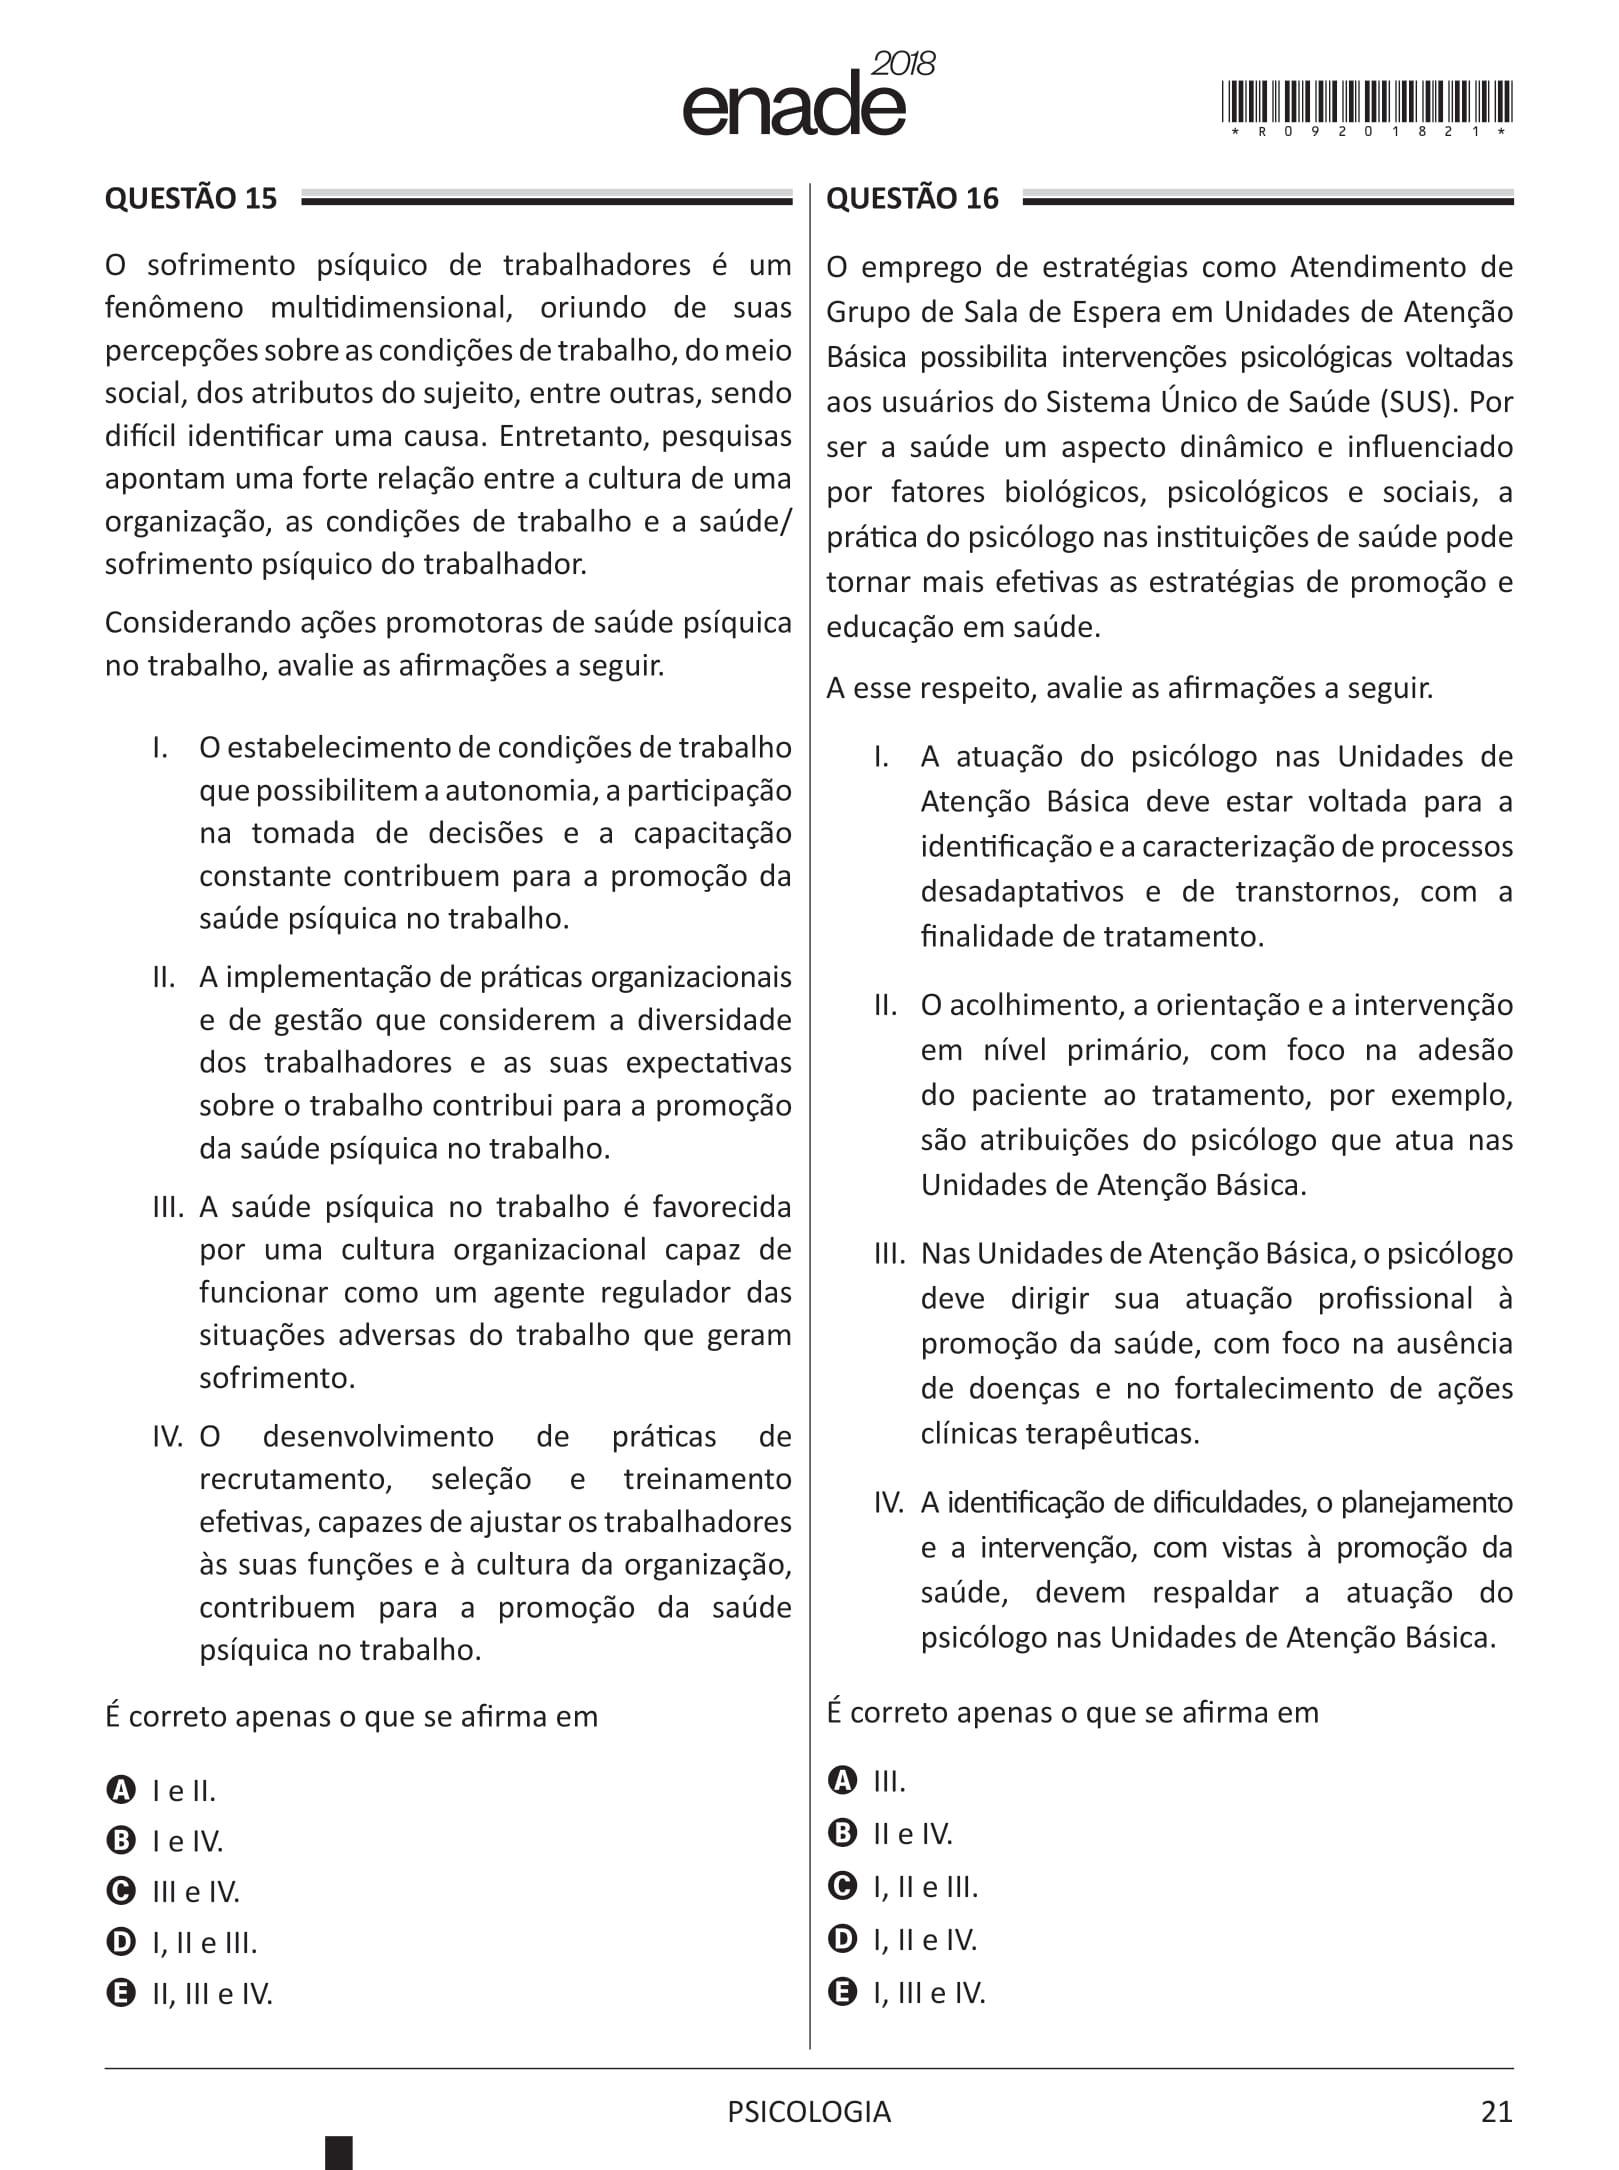 enade 2018
*R09201821*
QUESTÃO 15
O sofrimento psíquico de trabalhadores é um
fenômeno multidimensional, oriundo de suas
percepções sobre as condições de trabalho, do meio
social, dos atributos do sujeito, entre outras, sendo
difícil identificar uma causa. Entretanto, pesquisas
apontam uma forte relação entre a cultura de uma
organização, as condições de trabalho e a saúde/
sofrimento psíquico do trabalhador.
Considerando ações promotoras de saúde psíquica
no trabalho, avalie as afirmações a seguir.
I. O estabelecimento de condições de trabalho
que possibilitem a autonomia, a participação
na tomada de decisões e a capacitação
constante contribuem para a promoção da
saúde psíquica no trabalho.
II. A implementação de práticas organizacionais
e de gestão que considerem a diversidade
dos trabalhadores e as suas expectativas
sobre o trabalho contribui para a promoção
da saúde psíquica no trabalho.
III. A saúde psíquica no trabalho é favorecida
por uma cultura organizacional capaz de
funcionar como um agente regulador das
situações adversas do trabalho que geram
sofrimento.
IV. O desenvolvimento de práticas de
recrutamento, seleção e treinamento
efetivas, capazes de ajustar os trabalhadores
às suas funções e à cultura da organização,
contribuem para a promoção da saúde
psíquica no trabalho.
É correto apenas o que se afirma em
A I e II.
B I e IV.
C III e IV.
D I, II e III.
E II, III e IV.
QUESTÃO 16
O emprego de estratégias como Atendimento de
Grupo de Sala de Espera em Unidades de Atenção
Básica possibilita intervenções psicológicas voltadas
aos usuários do Sistema Único de Saúde (SUS). Por
ser a saúde um aspecto dinâmico e influenciado
por fatores biológicos, psicológicos e sociais, a
prática do psicólogo nas instituições de saúde pode
tornar mais efetivas as estratégias de promoção e
educação em saúde.
A esse respeito, avalie as afirmações a seguir.
I. A atuação do psicólogo nas Unidades de
Atenção Básica deve estar voltada para a
identificação e a caracterização de processos
desadaptativos e de transtornos, com a
finalidade de tratamento.
II. O acolhimento, a orientação e a intervenção
em nível primário, com foco na adesão
do paciente ao tratamento, por exemplo,
são atribuições do psicólogo que atua nas
Unidades de Atenção Básica.
III. Nas Unidades de Atenção Básica, o psicólogo
deve dirigir sua atuação profissional à
promoção da saúde, com foco na ausência
de doenças e no fortalecimento de ações
clínicas terapêuticas.
IV. A identificação de dificuldades, o planejamento
e a intervenção, com vistas à promoção da
saúde, devem respaldar a atuação do
psicólogo nas Unidades de Atenção Básica.
É correto apenas o que se afirma em
A III.
B II e IV.
C I, II e III.
D I, II e IV.
E I, III e IV.
PSICOLOGIA
21